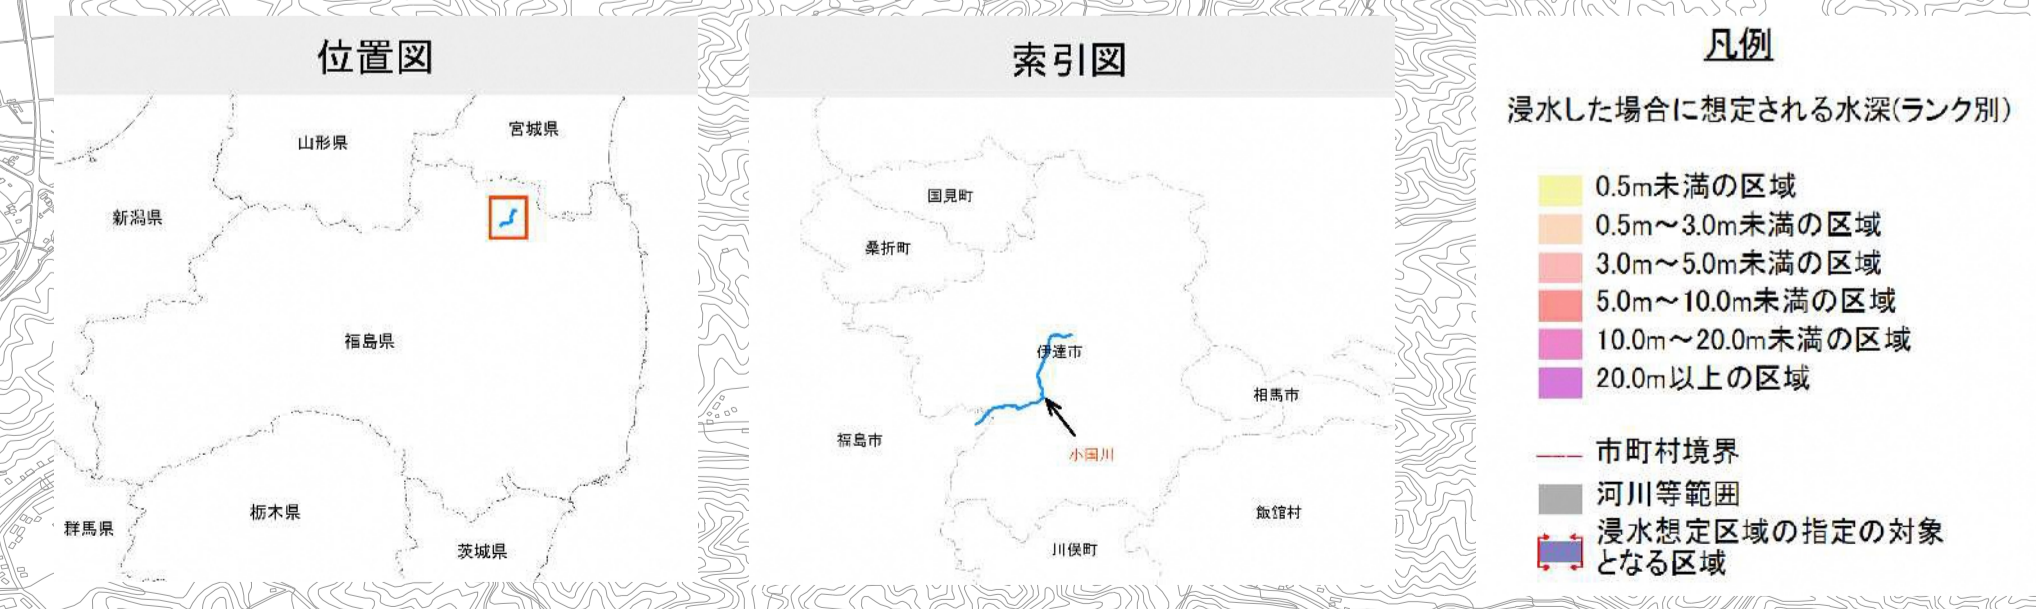 位置図
山形県
宮城県
新潟県
福島県
栃木県
群馬県
茨城県
索引図
国見町
桑折町
伊達市
相馬市
福島市
小国川
飯舘村
川俣町
凡例
浸水した場合に想定される水深(ランク別)
0.5m未満の区域
0.5m～3.0m未満の区域
3.0m～5.0m未満の区域
5.0m～10.0m未満の区域
10.0m～20.0m未満の区域
20.0m以上の区域
市町村境界
河川等範囲
浸水想定区域の指定の対象
となる区域